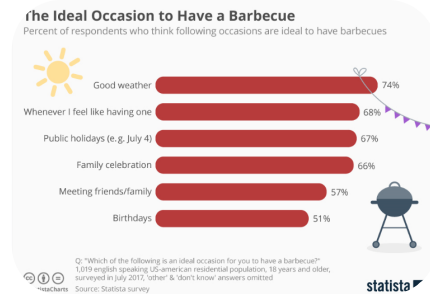 The Ideal Occasion to Have a Barbecue
Percent of respondents who think following occasions are ideal to have barbecues
Good weather 74%
Whenever I feel like having one 68%
Public holidays (e.g. July 4) 67%
Family celebration 66%
Meeting friends/family 57%
Birthdays 51%
Q: "Which of the following is an ideal occasion for you to have a barbecue?"
1,019 english speaking US-american residential population, 18 years and older,
surveyed in July 2017, 'other' & 'don't know' answers omitted
Source: Statista survey
tistaCharts
statista